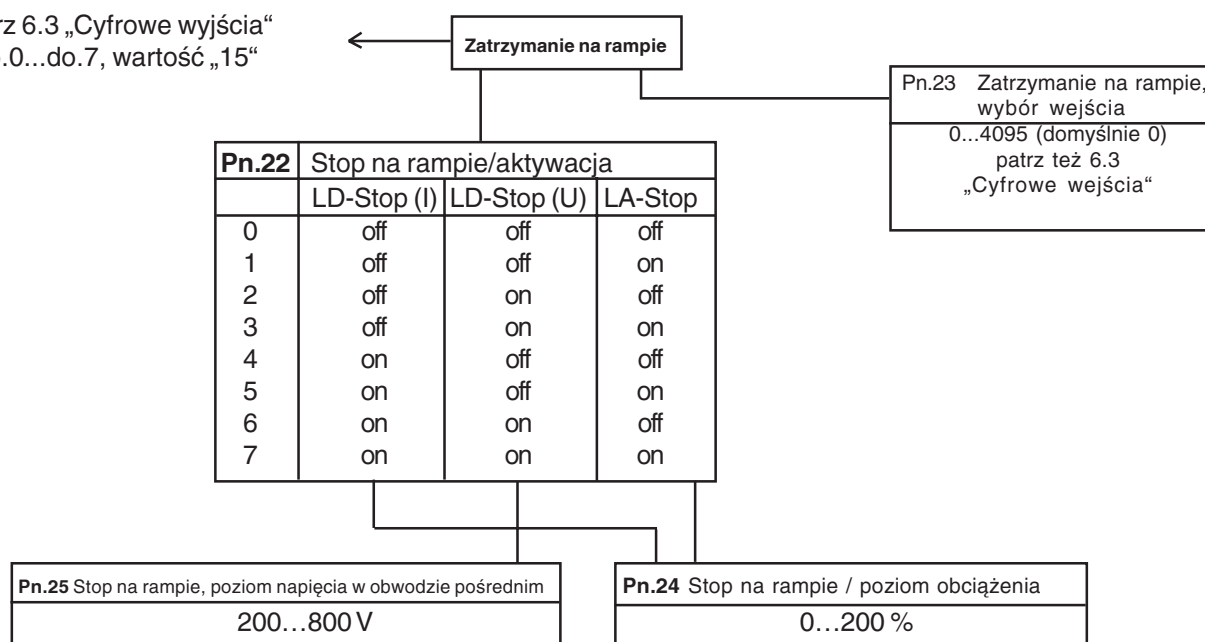 6.3 „Cyfrowe wyjścia“
wartość „15“
Zatrzymanie na rampie
Pn.23 Zatrzymanie na rampie,
wybór wejścia
0...4095 (domyślnie 0)
patrz też 6.3
„Cyfrowe wejścia“
Pn.22 Stop na rampie/aktywacja
LD-Stop (I) LD-Stop (U) LA-Stop
0 off off off
1 off off on
2 off on off
3 off on on
4 on off off
5 on off on
6 on on off
7 on on on
Pn.25 Stop na rampie, poziom napięcia w obwodzie pośrednim
200...800 V
Pn.24 Stop na rampie / poziom obciążenia
0...200 %